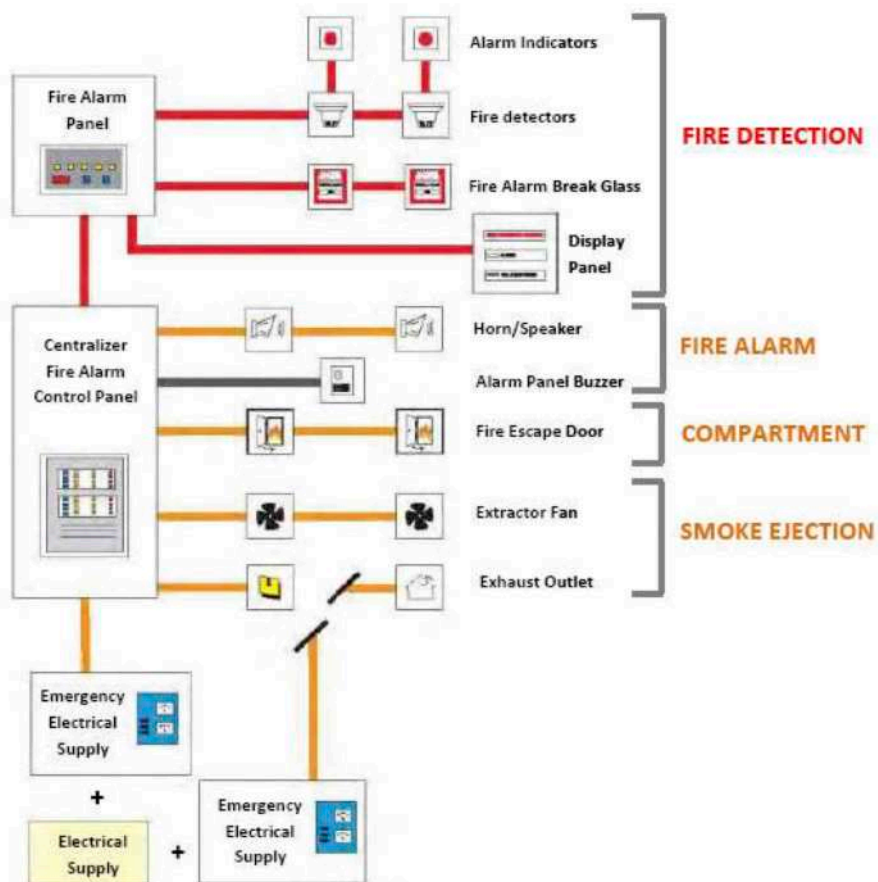 Alarm Indicators
Fire Alarm
Panel
Fire detectors
FIRE DETECTION
Fire Alarm Break Glass
Display
Panel
Horn/Speaker
FIRE ALARM
Centralizer
Fire Alarm
Control Panel
Alarm Panel Buzzer
Fire Escape Door
COMPARTMENT
Extractor Fan
SMOKE EJECTION
Exhaust Outlet
Emergency
Electrical
Supply
+
Emergency
Electrical
Supply
+
Electrical
Supply